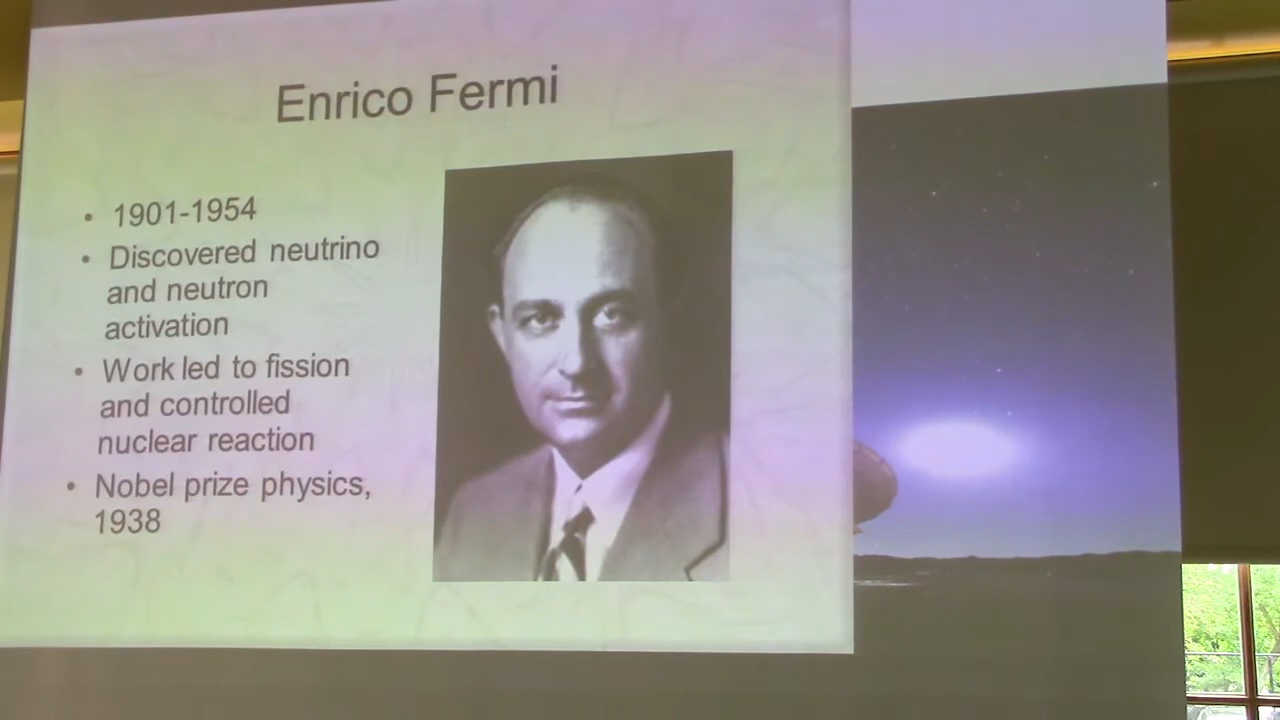 Enrico Fermi
• 1901-1954
• Discovered neutrino
and neutron
activation
• Work led to fission
and controlled
nuclear reaction
• Nobel prize physics,
1938